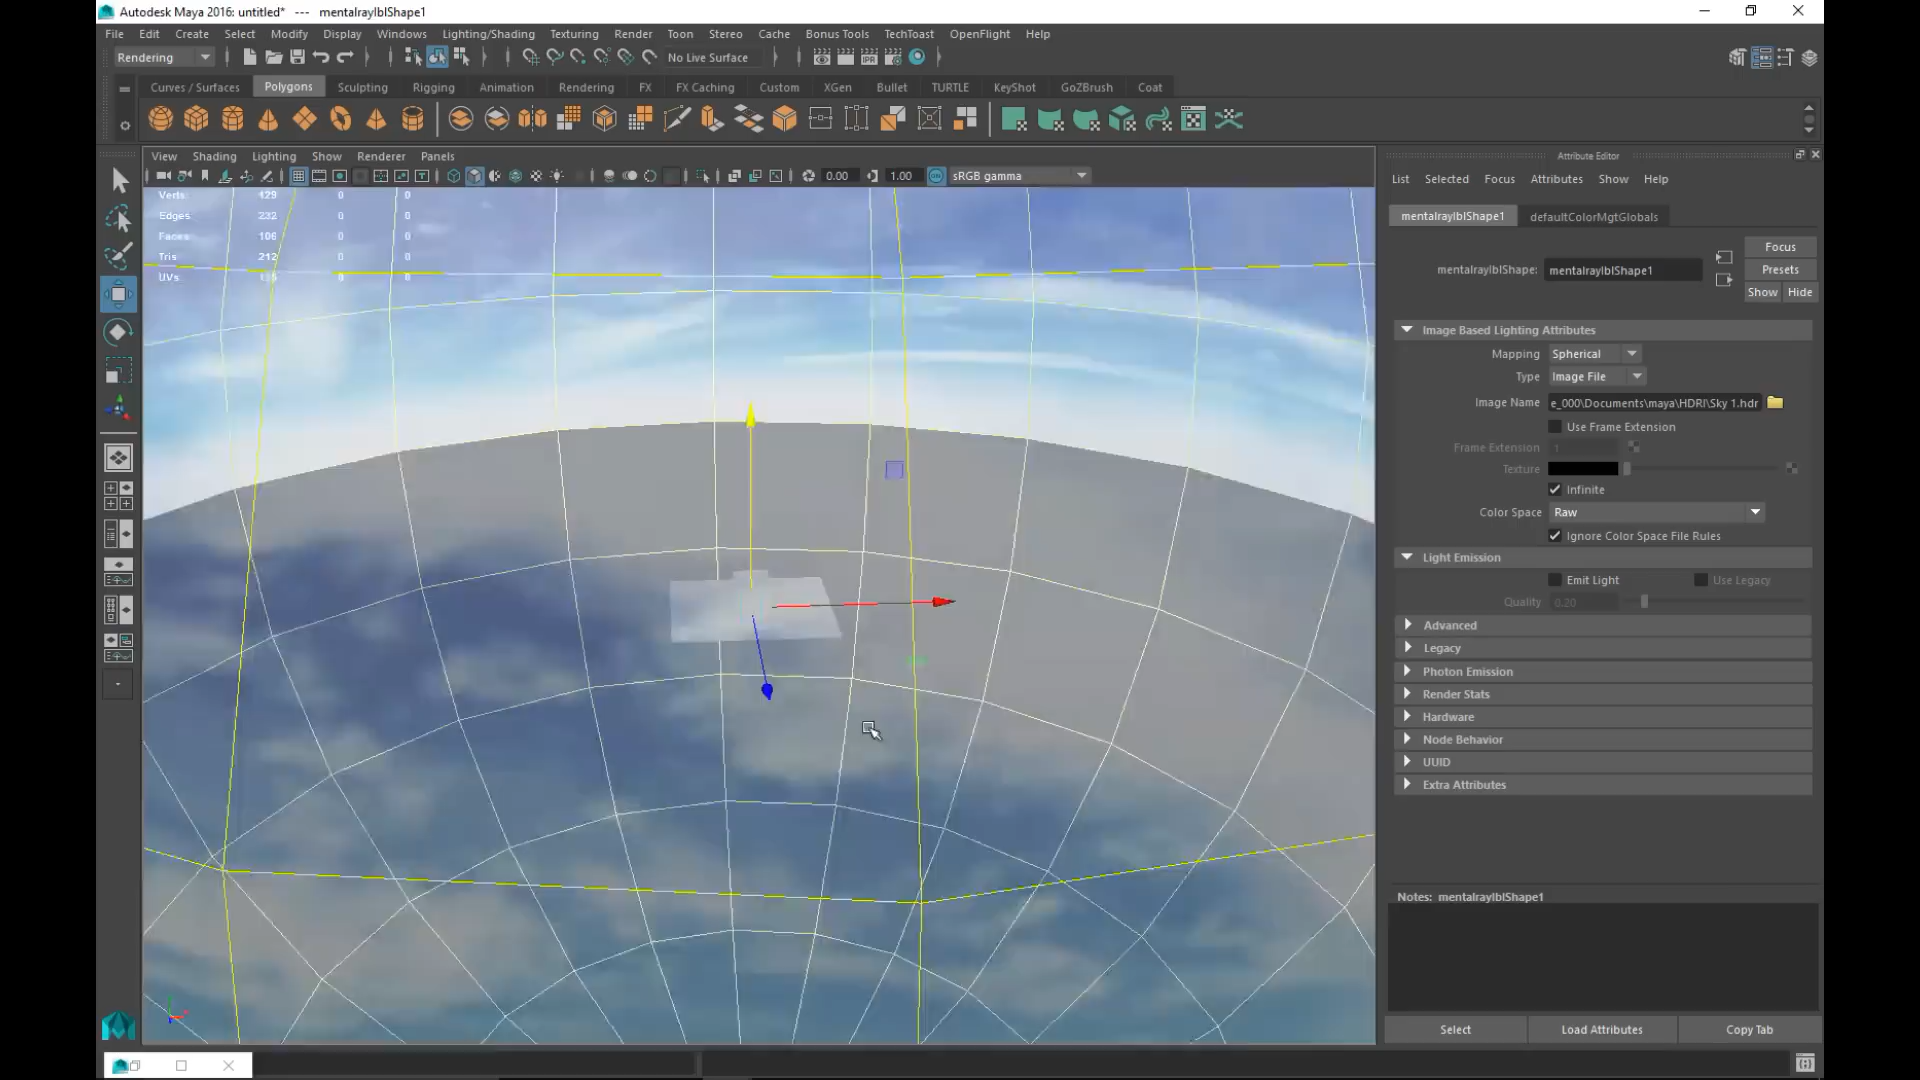 Autodesk Maya 2016: untitled*   ---   mentalrayIblShape1
File Edit Create Select Modify Display Windows Lighting/Shading Texturing Render Toon Stereo Cache Bonus Tools TechToast OpenFlight Help
Rendering No Live Surface
Curves / Surfaces Polygons Sculpting Rigging Animation Rendering FX FX Caching Custom XGen Bullet TURTLE KeyShot GoZBrush Coat
View Shading Lighting Show Renderer Panels
0.00 1.00 sRGB gamma
Verts: 129 0 0
Edges: 232 0 0
Faces: 106 0 0
Tris: 212 0 0
UVs: 0 0
Attribute Editor
List Selected Focus Attributes Show Help
mentalrayIblShape1 defaultColorMgtGlobals
Focus
mentalrayIblShape: mentalrayIblShape1 Presets
Show Hide
Image Based Lighting Attributes
Mapping Spherical
Type Image File
Image Name e_000\Documents\maya\HDRI\Sky 1.hdr
Use Frame Extension
Frame Extension 1
Texture
Infinite
Color Space Raw
Ignore Color Space File Rules
Light Emission
Emit Light Use Legacy
Quality 0.20
Advanced
Legacy
Photon Emission
Render Stats
Hardware
Node Behavior
UUID
Extra Attributes
Notes: mentalrayIblShape1
Select Load Attributes Copy Tab